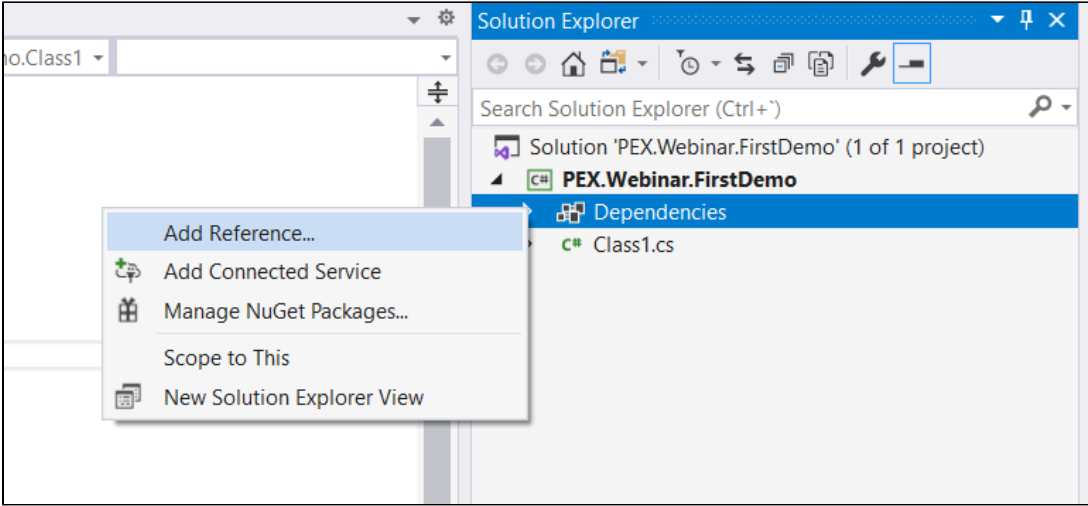 Solution Explorer
no.Class1
Search Solution Explorer (Ctrl+`)
Solution 'PEX.Webinar.FirstDemo' (1 of 1 project)
C# PEX.Webinar.FirstDemo
Dependencies
C# Class1.cs
Add Reference...
Add Connected Service
Manage NuGet Packages...
Scope to This
New Solution Explorer View